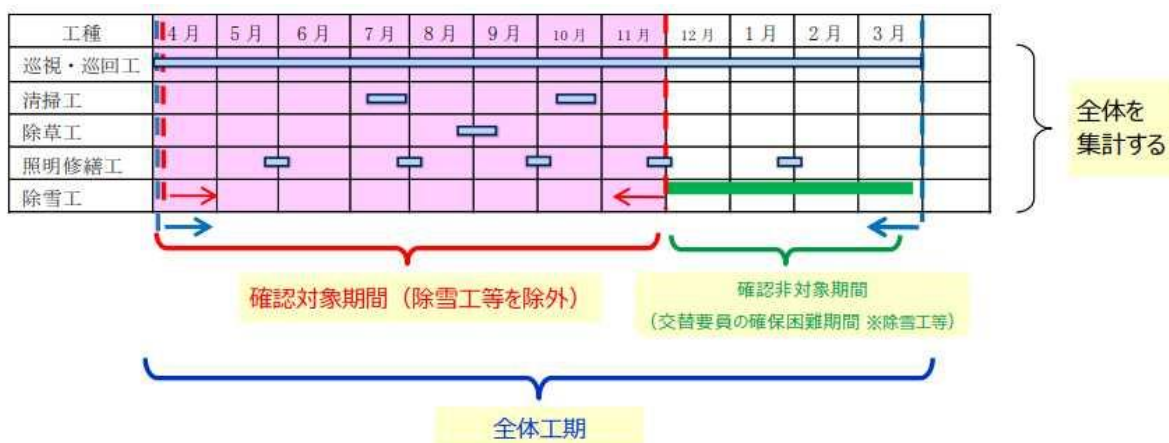 工種 4月 5月 6月 7月 8月 9月 10月 11月 12月 1月 2月 3月
巡視・巡回工
清掃工
除草工
照明修繕工
除雪工
全体を
集計する
確認対象期間（除雪工等を除外）
確認非対象期間
（交替要員の確保困難期間 ※除雪工等）
全体工期